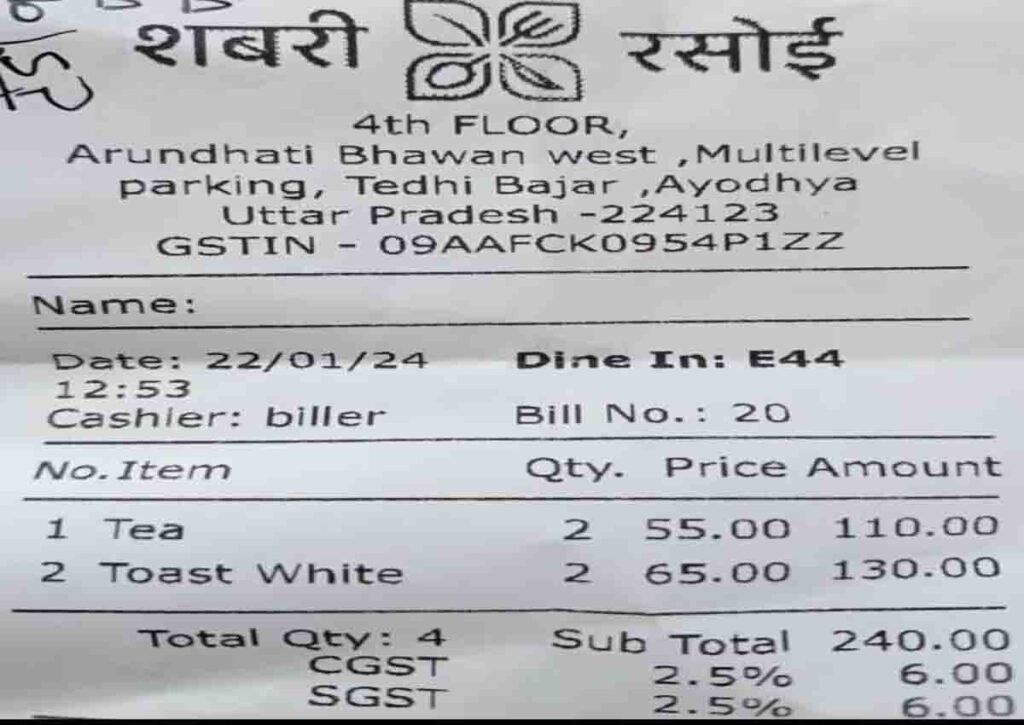 शबरी रसोई
4th FLOOR,
Arundhati Bhawan west ,Multilevel
parking, Tedhi Bajar ,Ayodhya
Uttar Pradesh -224123
GSTIN - 09AAFCK0954P1ZZ
Name:
Date: 22/01/24 Dine In: E44
12:53
Cashier: biller Bill No.: 20
No.Item Qty. Price Amount
1 Tea 2 55.00 110.00
2 Toast White 2 65.00 130.00
Total Qty: 4 Sub Total 240.00
CGST 2.5% 6.00
SGST 2.5% 6.00